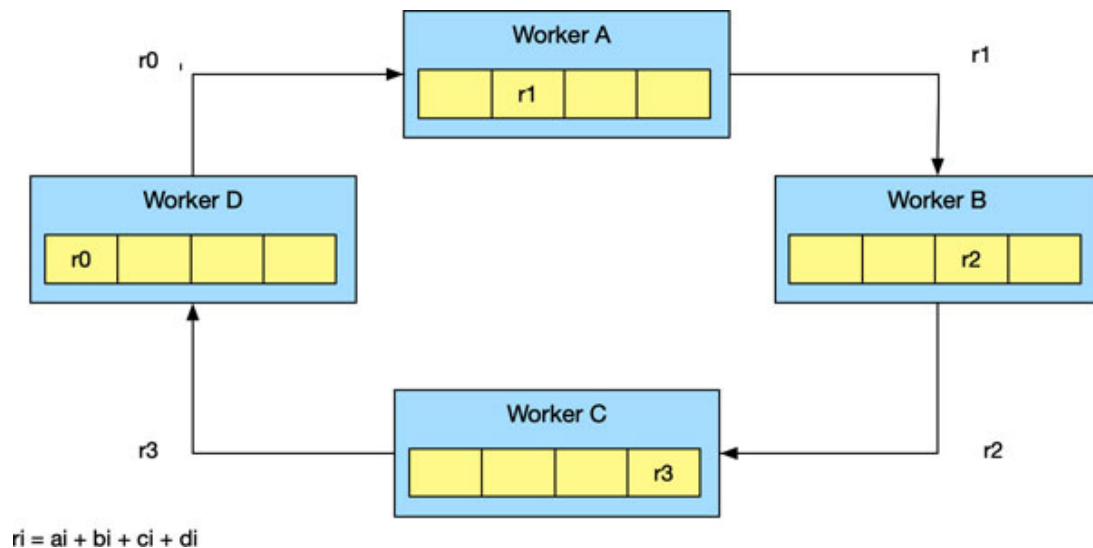 Worker A
r0
r1
r1
Worker D
Worker B
r0
r2
Worker C
r3
r2
r3
ri = ai + bi + ci + di